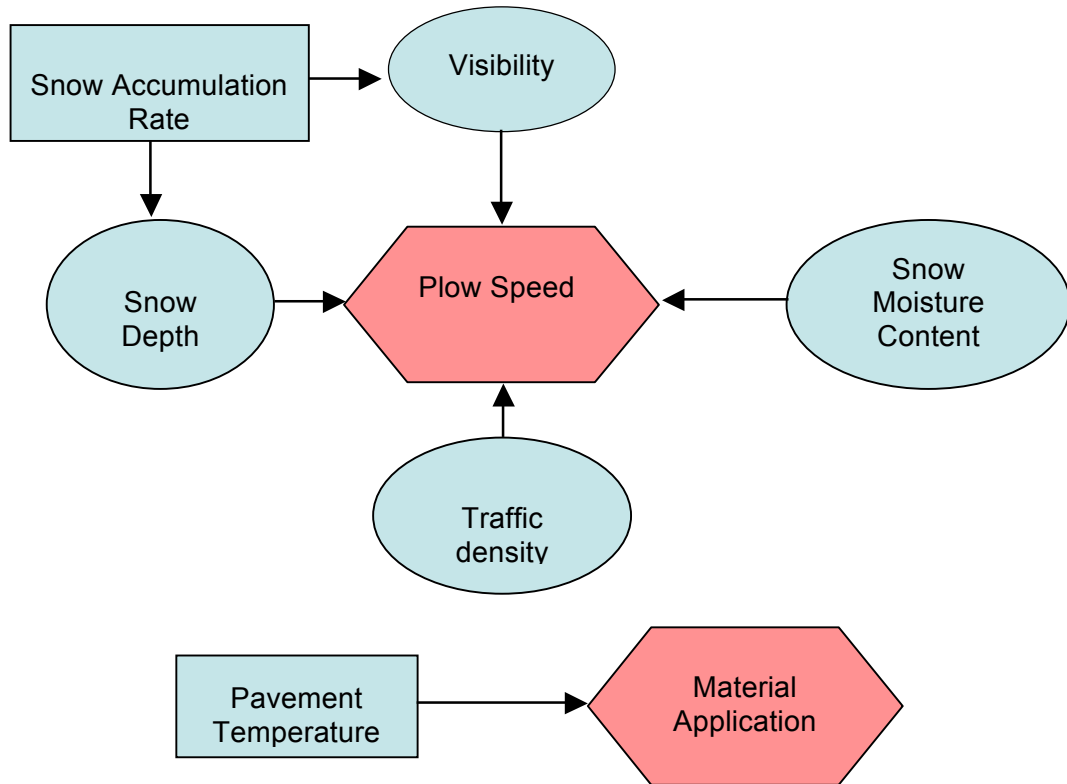 Snow Accumulation
Rate
Visibility
Snow
Depth
Plow Speed
Snow
Moisture
Content
Traffic
density
Pavement
Temperature
Material
Application